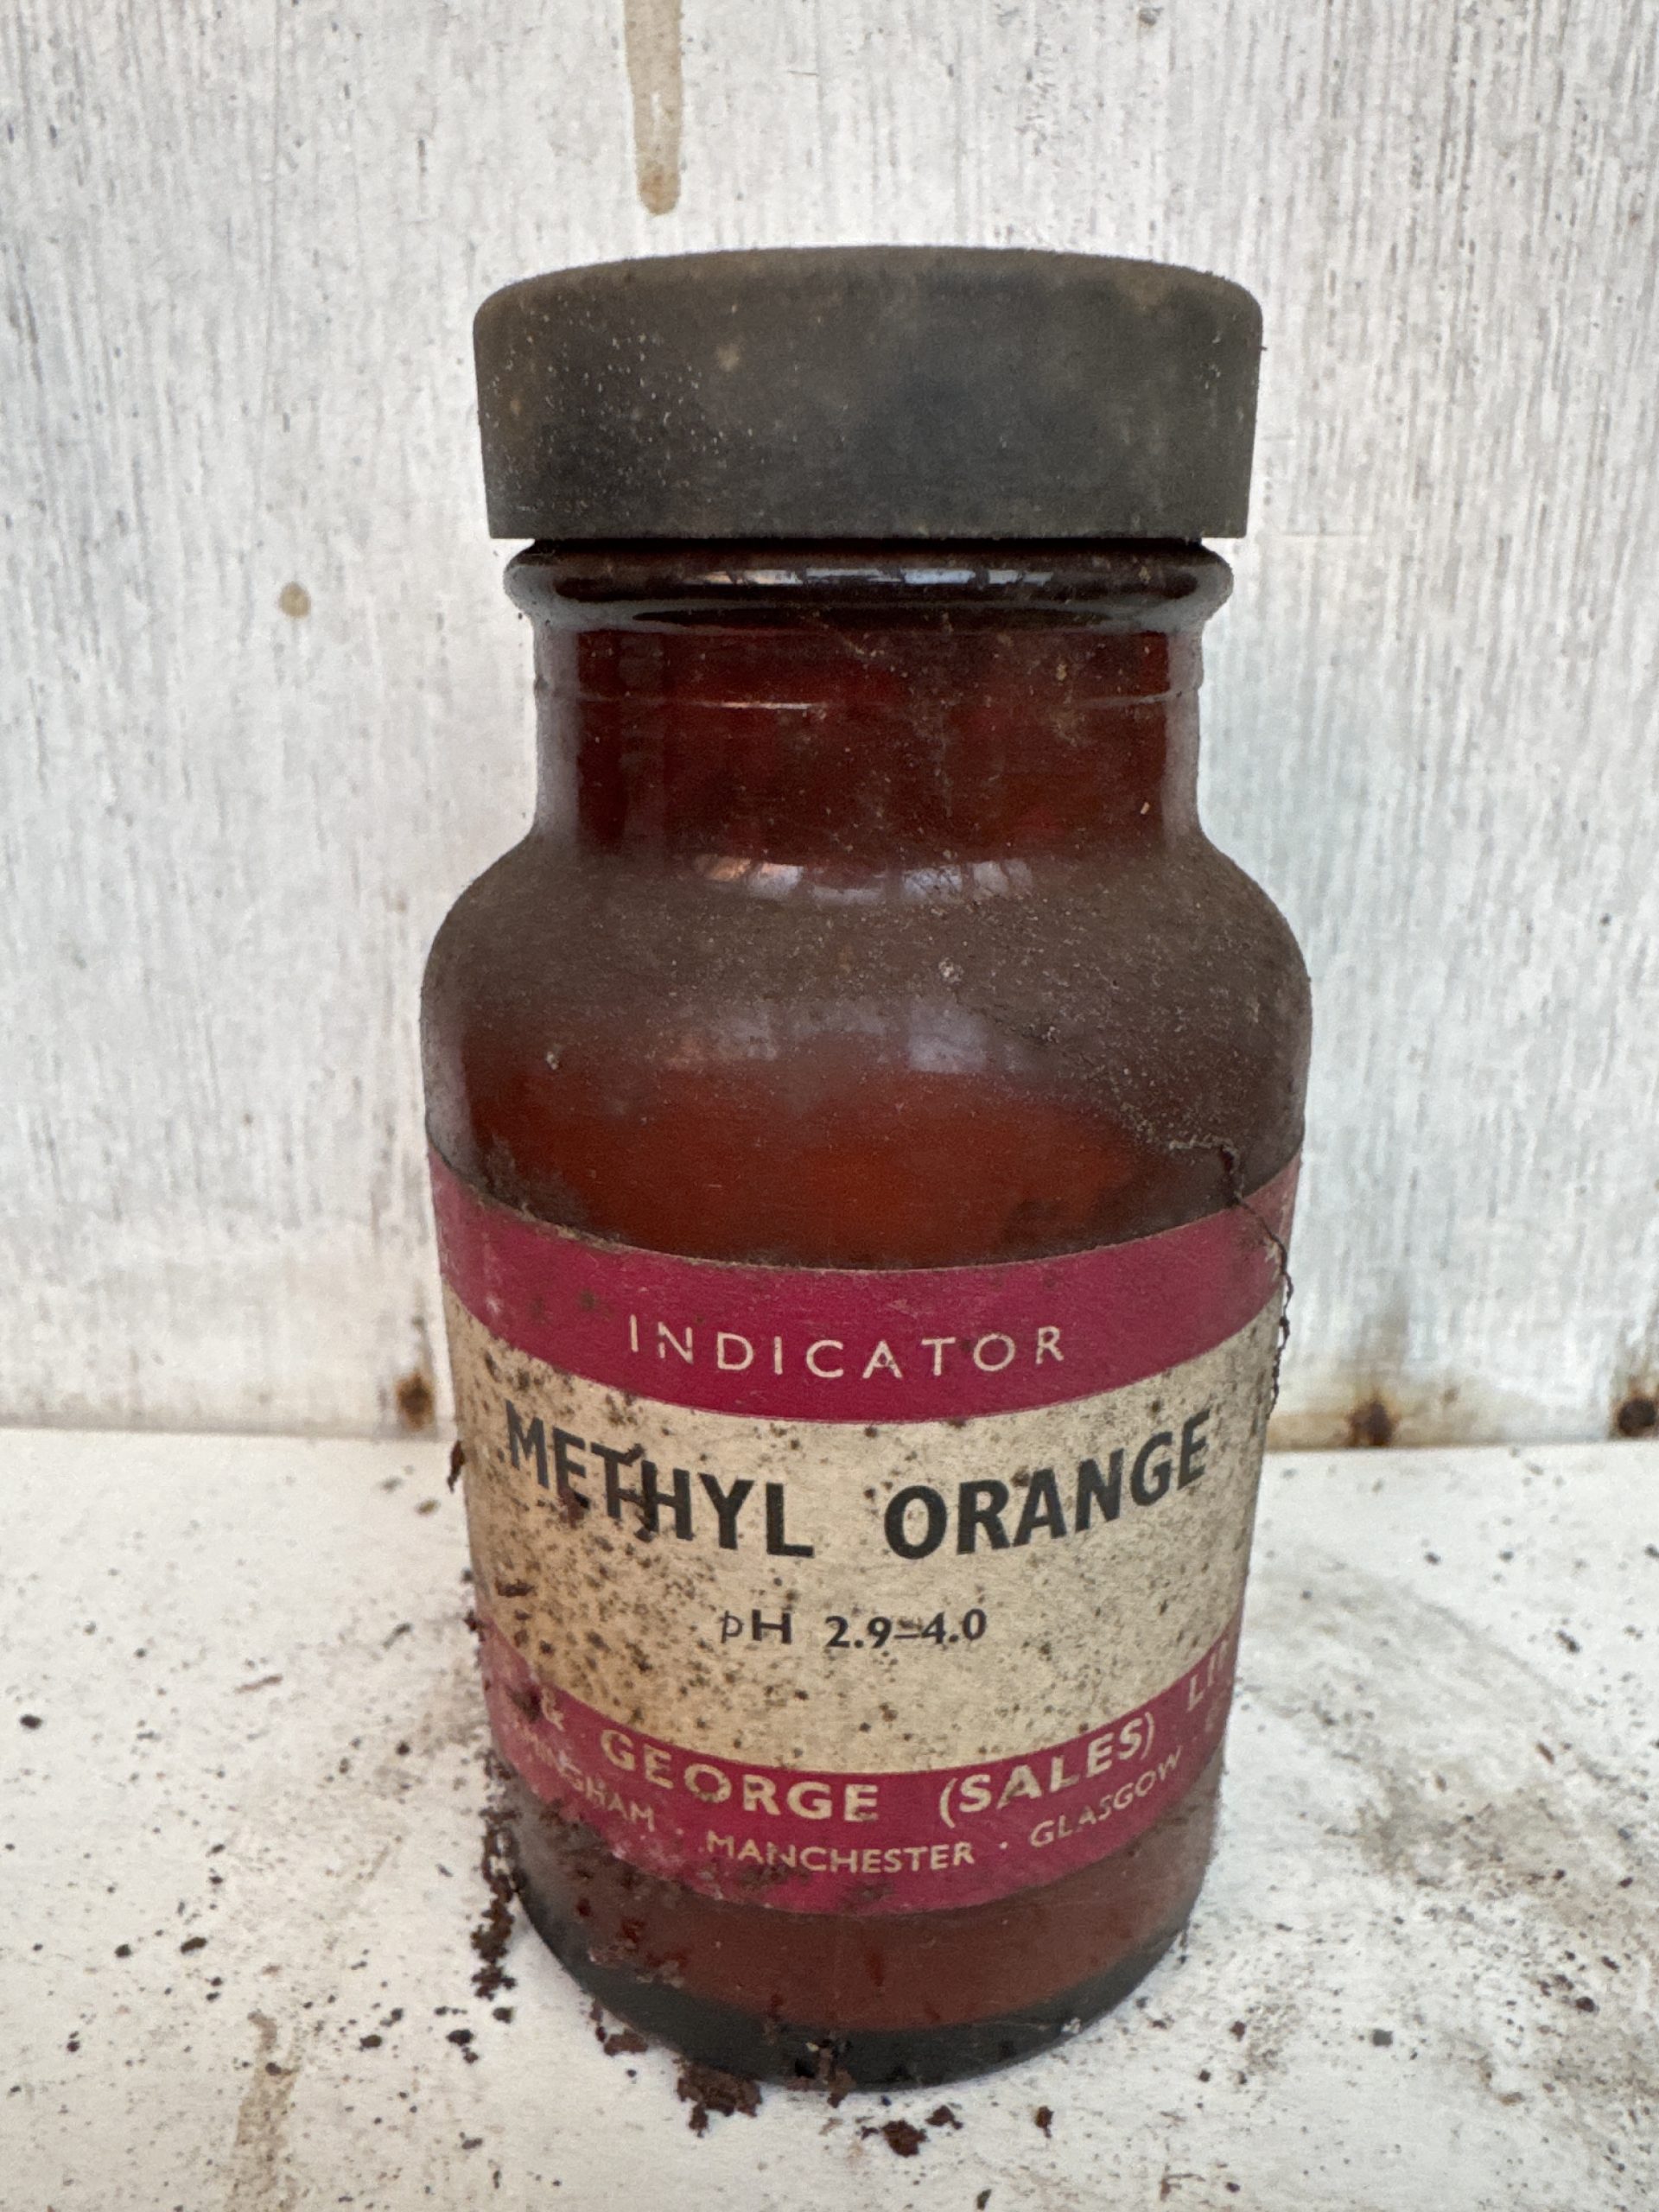 INDICATOR
METHYL ORANGE
pH 2.9–4.0
& GEORGE (SALES)
MANCHESTER · GLASGOW